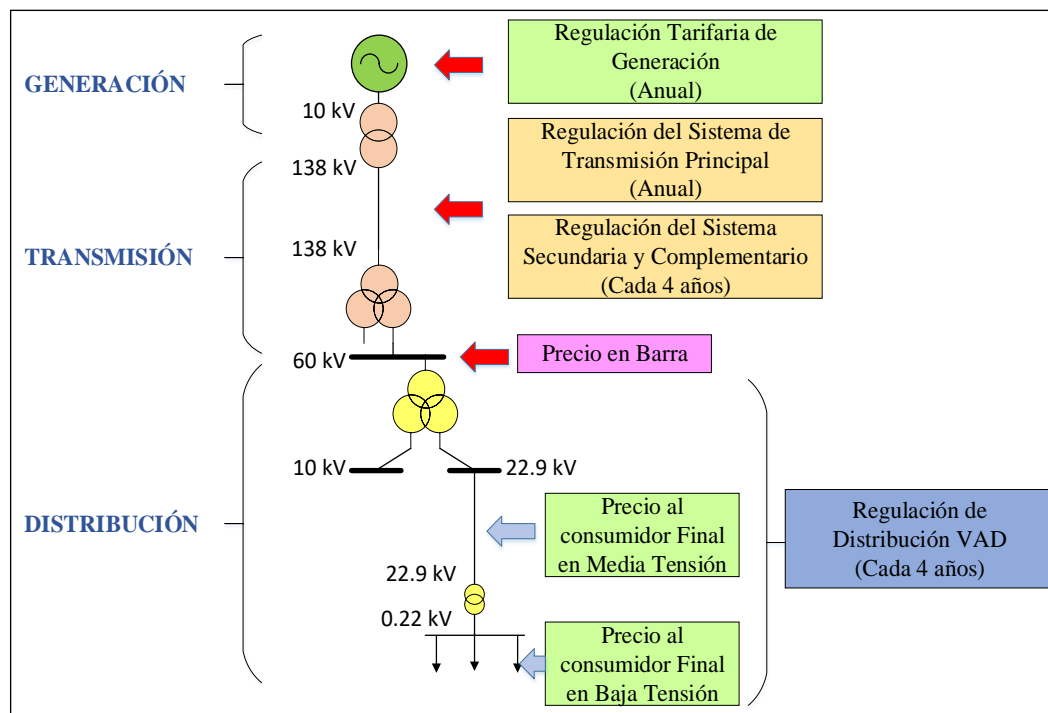 GENERACIÓN
10 kV
138 kV
Regulación Tarifaria de
Generación
(Anual)
TRANSMISIÓN
138 kV
Regulación del Sistema de
Transmisión Principal
(Anual)
Regulación del Sistema
Secundaria y Complementario
(Cada 4 años)
60 kV
Precio en Barra
DISTRIBUCIÓN
10 kV
22.9 kV
Precio al
consumidor Final
en Media Tensión
22.9 kV
0.22 kV
Precio al
consumidor Final
en Baja Tensión
Regulación de
Distribución VAD
(Cada 4 años)